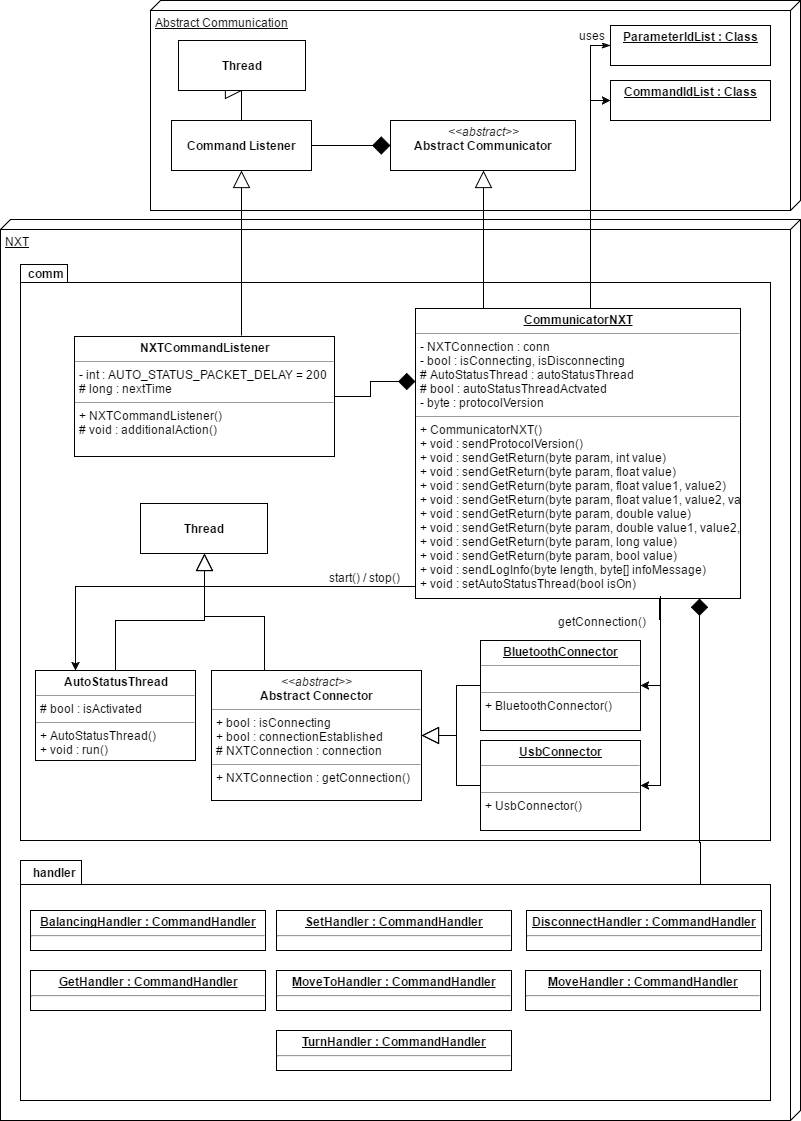 Abstract Communication
Thread
uses
ParameterIdList : Class
CommandIdList : Class
Command Listener
<<abstract>>
Abstract Communicator
NXT
comm
NXTCommandListener
- int : AUTO_STATUS_PACKET_DELAY = 200
# long : nextTime
+ NXTCommandListener()
# void : additionalAction()
CommunicatorNXT
- NXTConnection : conn
- bool : isConnecting, isDisconnecting
# AutoStatusThread : autoStatusThread
# bool : autoStatusThreadActvated
- byte : protocolVersion
+ CommunicatorNXT()
+ void : sendProtocolVersion()
+ void : sendGetReturn(byte param, int value)
+ void : sendGetReturn(byte param, float value)
+ void : sendGetReturn(byte param, float value1, value2)
+ void : sendGetReturn(byte param, float value1, value2, va
+ void : sendGetReturn(byte param, double value)
+ void : sendGetReturn(byte param, double value1, value2,
+ void : sendGetReturn(byte param, long value)
+ void : sendGetReturn(byte param, bool value)
+ void : sendLogInfo(byte length, byte[] infoMessage)
+ void : setAutoStatusThread(bool isOn)
Thread
start() / stop()
getConnection()
AutoStatusThread
# bool : isActivated
+ AutoStatusThread()
+ void : run()
<<abstract>>
Abstract Connector
+ bool : isConnecting
+ bool : connectionEstablished
# NXTConnection : connection
+ NXTConnection : getConnection()
BluetoothConnector
+ BluetoothConnector()
UsbConnector
+ UsbConnector()
handler
BalancingHandler : CommandHandler
SetHandler : CommandHandler
DisconnectHandler : CommandHandler
GetHandler : CommandHandler
MoveToHandler : CommandHandler
MoveHandler : CommandHandler
TurnHandler : CommandHandler